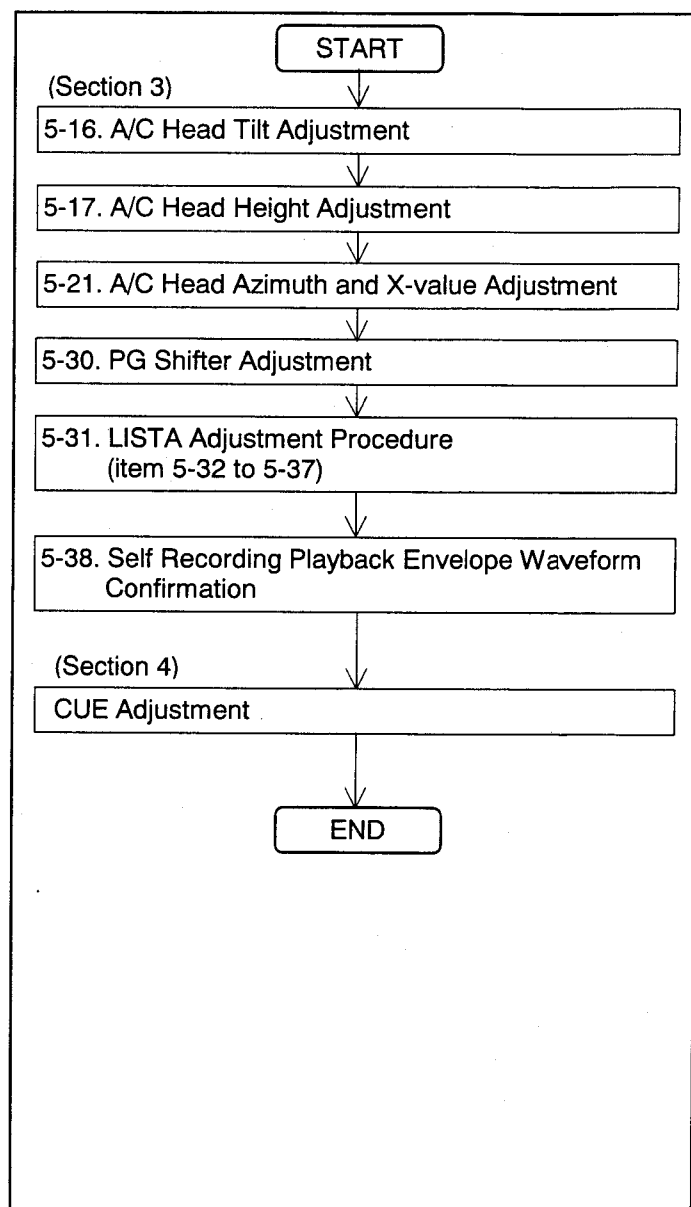 START
(Section 3)
5-16. A/C Head Tilt Adjustment
5-17. A/C Head Height Adjustment
5-21. A/C Head Azimuth and X-value Adjustment
5-30. PG Shifter Adjustment
5-31. LISTA Adjustment Procedure
(item 5-32 to 5-37)
5-38. Self Recording Playback Envelope Waveform
Confirmation
(Section 4)
CUE Adjustment
END